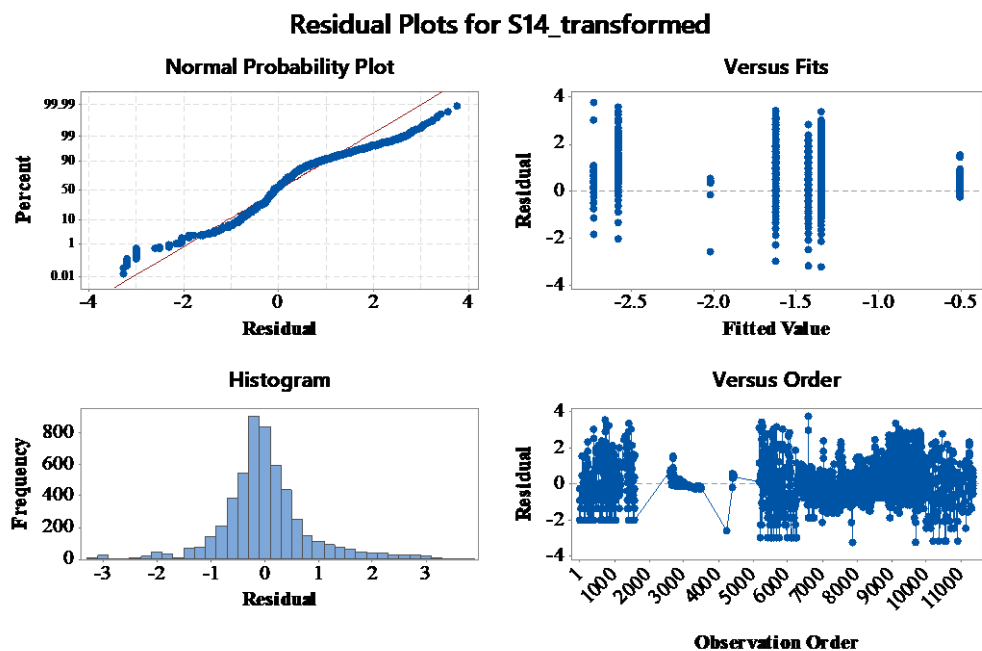 Residual Plots for S14_transformed
Normal Probability Plot
99.99
99
90
50
10
1
0.01
Percent
-4 -2 0 2 4
Residual
Versus Fits
4
2
0
-2
-4
Residual
-2.5 -2.0 -1.5 -1.0 -0.5
Fitted Value
Histogram
800
600
400
200
0
Frequency
-3 -2 -1 0 1 2 3
Residual
Versus Order
4
2
0
-2
-4
Residual
1 1000 2000 3000 4000 5000 6000 7000 8000 9000 10000 11000
Observation Order